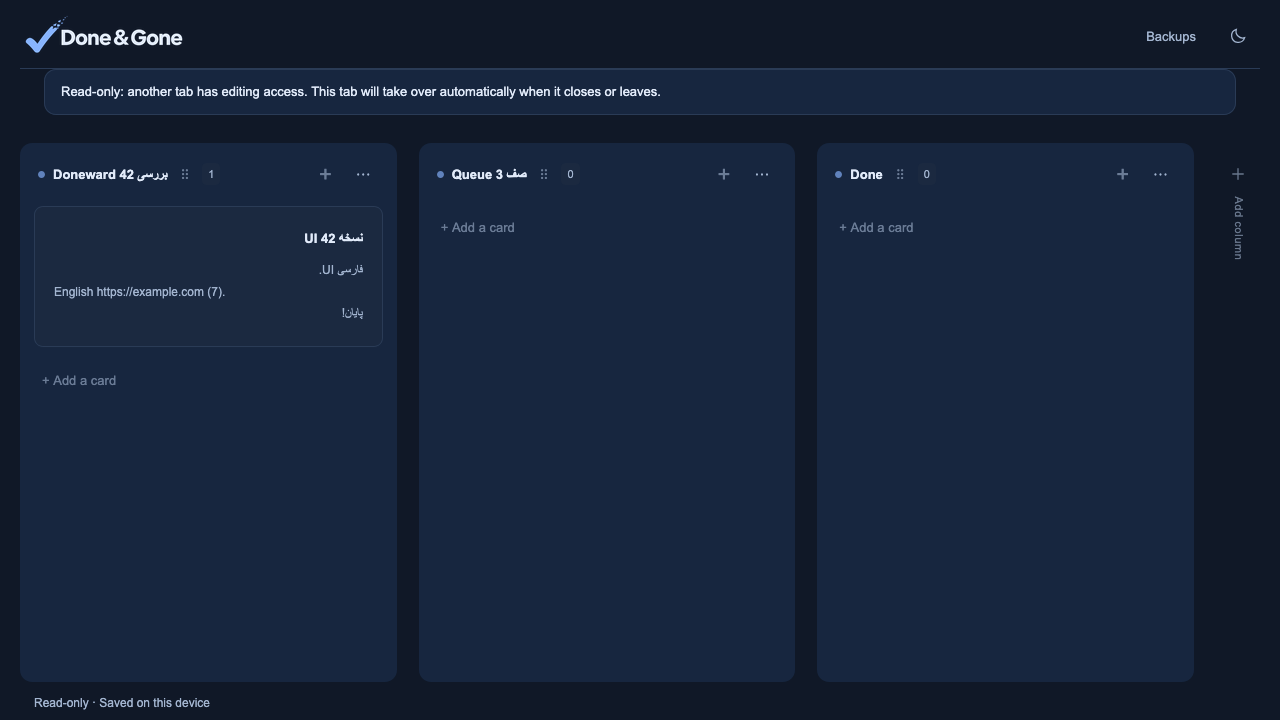 Done & Gone
Backups
Read-only: another tab has editing access. This tab will take over automatically when it closes or leaves.
Doneward 42 بررسی
1
نسخه 42 UI
فارسی UI.
English https://example.com (7).
پایان!
+ Add a card
Queue 3 صف
0
+ Add a card
Done
0
+ Add a card
Add column
Read-only · Saved on this device